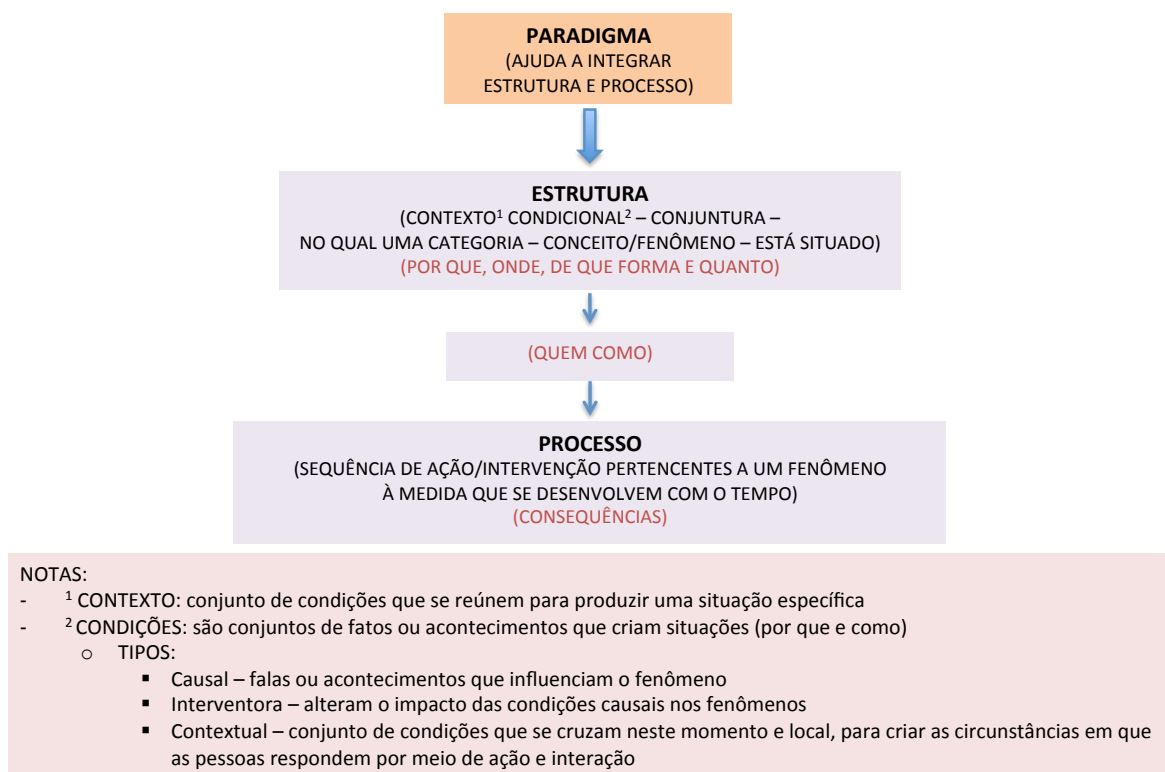 PARADIGMA
(AJUDA A INTEGRAR
ESTRUTURA E PROCESSO)
ESTRUTURA
(CONTEXTO¹ CONDICIONAL² – CONJUNTURA –
NO QUAL UMA CATEGORIA – CONCEITO/FENÔMENO – ESTÁ SITUADO)
(POR QUE, ONDE, DE QUE FORMA E QUANTO)
(QUEM COMO)
PROCESSO
(SEQUÊNCIA DE AÇÃO/INTERVENÇÃO PERTENCENTES A UM FENÔMENO
À MEDIDA QUE SE DESENVOLVEM COM O TEMPO)
(CONSEQUÊNCIAS)
NOTAS:
- ¹ CONTEXTO: conjunto de condições que se reúnem para produzir uma situação específica
- ² CONDIÇÕES: são conjuntos de fatos ou acontecimentos que criam situações (por que e como)
o TIPOS:
▪ Causal – falas ou acontecimentos que influenciam o fenômeno
▪ Interventora – alteram o impacto das condições causais nos fenômenos
▪ Contextual – conjunto de condições que se cruzam neste momento e local, para criar as circunstâncias em que
as pessoas respondem por meio de ação e interação